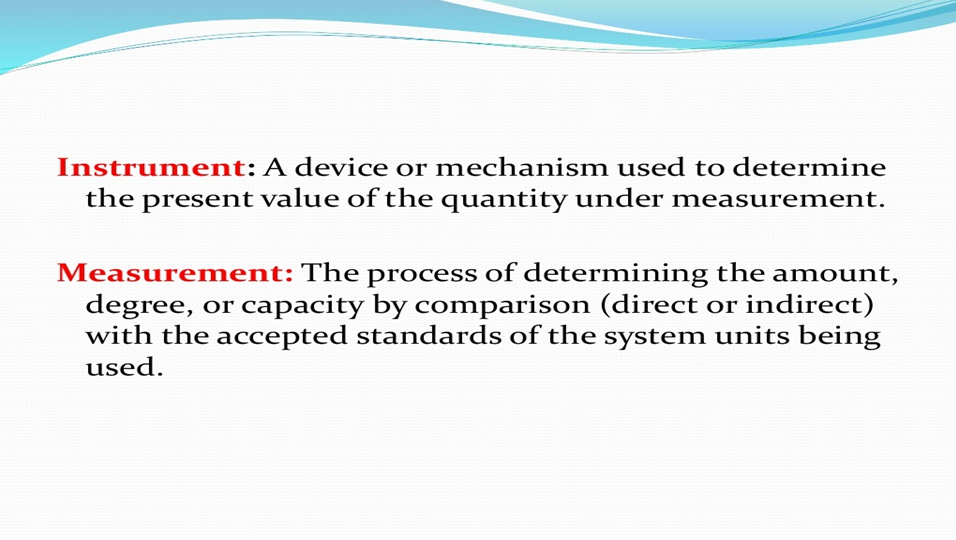 Instrument: A device or mechanism used to determine
the present value of the quantity under measurement.
Measurement: The process of determining the amount,
degree, or capacity by comparison (direct or indirect)
with the accepted standards of the system units being
used.